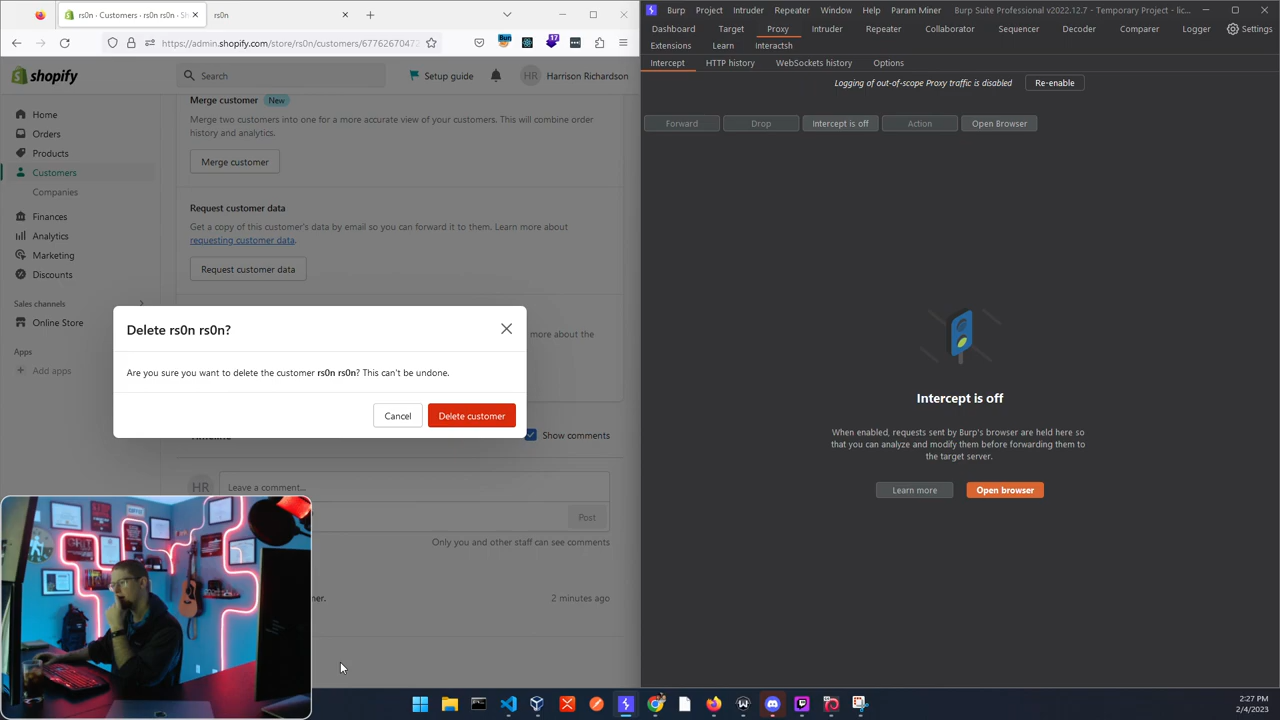 rs0n · Customers · rs0n rs0n · Sh
rs0n
https://admin.shopify.com/store/rs0n/customers/67762670472
shopify
Search
Setup guide
HR
Harrison Richardson
Home
Orders
Products
Customers
Companies
Finances
Analytics
Marketing
Discounts
Sales channels
Online Store
Apps
Add apps
Merge customer New
Merge two customers into one for a more accurate view of your customers. This will combine order
history and analytics.
Merge customer
Request customer data
Get a copy of this customer's data by email so you can forward it to them. Learn more about
requesting customer data.
Request customer data
more about the
Delete rs0n rs0n?
Are you sure you want to delete the customer rs0n rs0n? This can't be undone.
Cancel
Delete customer
Show comments
HR
Leave a comment...
Post
Only you and other staff can see comments
2 minutes ago
Burp Project Intruder Repeater Window Help Param Miner Burp Suite Professional v2022.12.7 - Temporary Project - lic...
Dashboard Target Proxy Intruder Repeater Collaborator Sequencer Decoder Comparer Logger Settin
Extensions Learn Interactsh
Intercept HTTP history WebSockets history Options
Logging of out-of-scope Proxy traffic is disabled Re-enable
Forward Drop Intercept is off Action Open Browser
Intercept is off
When enabled, requests sent by Burp's browser are held here so
that you can analyze and modify them before forwarding them to
the target server.
Learn more Open browser
2:27 PM
2/4/2023